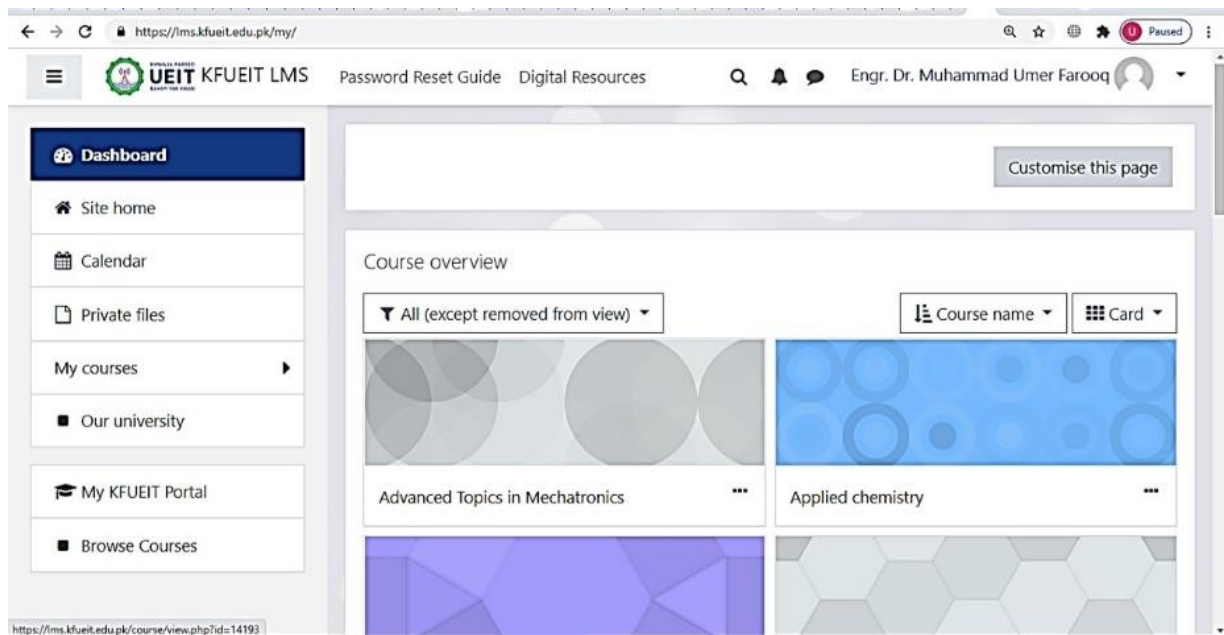 https://lms.kfueit.edu.pk/my/
Paused
UEIT KFUEIT LMS
Password Reset Guide
Digital Resources
Engr. Dr. Muhammad Umer Farooq
Dashboard
Site home
Calendar
Private files
My courses
Our university
My KFUEIT Portal
Browse Courses
Customise this page
Course overview
All (except removed from view)
Course name
Card
Advanced Topics in Mechatronics
Applied chemistry
https://lms.kfueit.edu.pk/course/view.php?id=14193